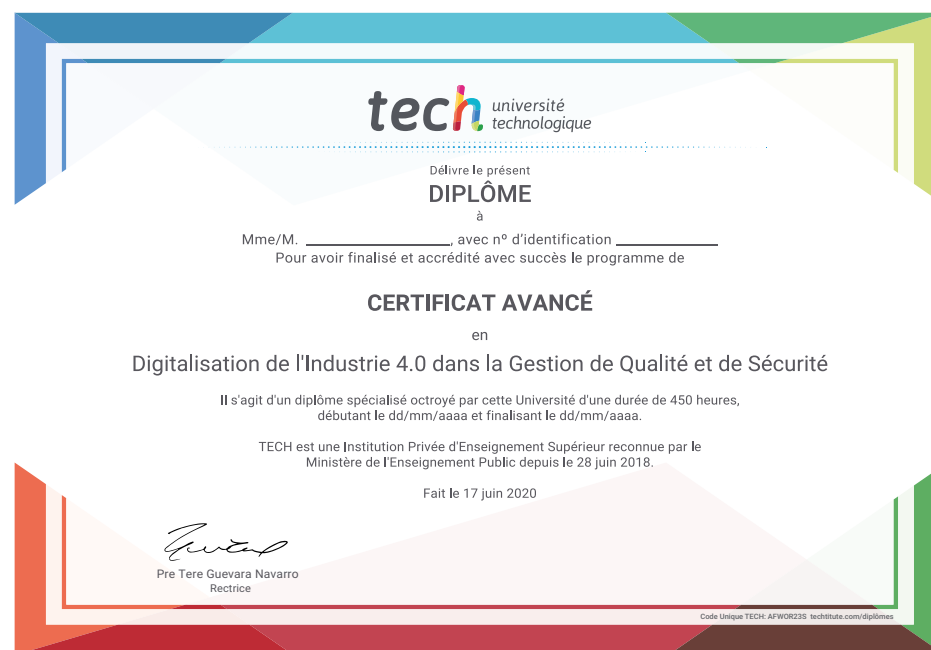 tech université
technologique
Délivre le présent
DIPLÔME
à
Mme/M. ____________________, avec nº d'identification ______________
Pour avoir finalisé et accrédité avec succès le programme de
CERTIFICAT AVANCÉ
en
Digitalisation de l'Industrie 4.0 dans la Gestion de Qualité et de Sécurité
Il s'agit d'un diplôme spécialisé octroyé par cette Université d'une durée de 450 heures,
débutant le dd/mm/aaaa et finalisant le dd/mm/aaaa.
TECH est une Institution Privée d'Enseignement Supérieur reconnue par le
Ministère de l'Enseignement Public depuis le 28 juin 2018.
Fait le 17 juin 2020
Pre Tere Guevara Navarro
Rectrice
Code Unique TECH: AFWOR23S techtitute.com/diplômes